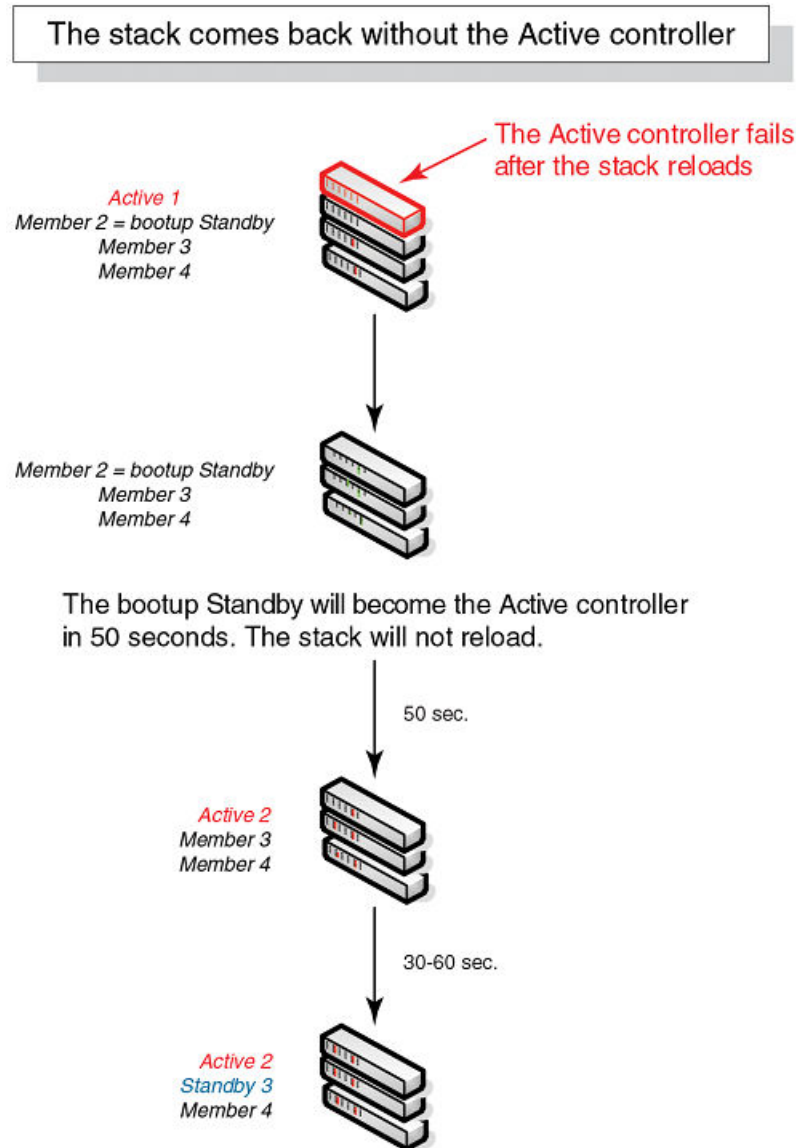 The stack comes back without the Active controller
The Active controller fails
after the stack reloads
Active 1
Member 2 = bootup Standby
Member 3
Member 4
Member 2 = bootup Standby
Member 3
Member 4
The bootup Standby will become the Active controller
in 50 seconds. The stack will not reload.
50 sec.
Active 2
Member 3
Member 4
30-60 sec.
Active 2
Standby 3
Member 4